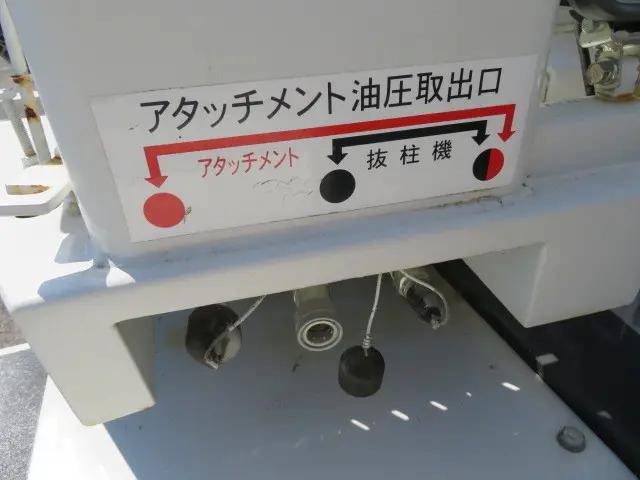 アタッチメント油圧取出口
アタッチメント
抜柱機